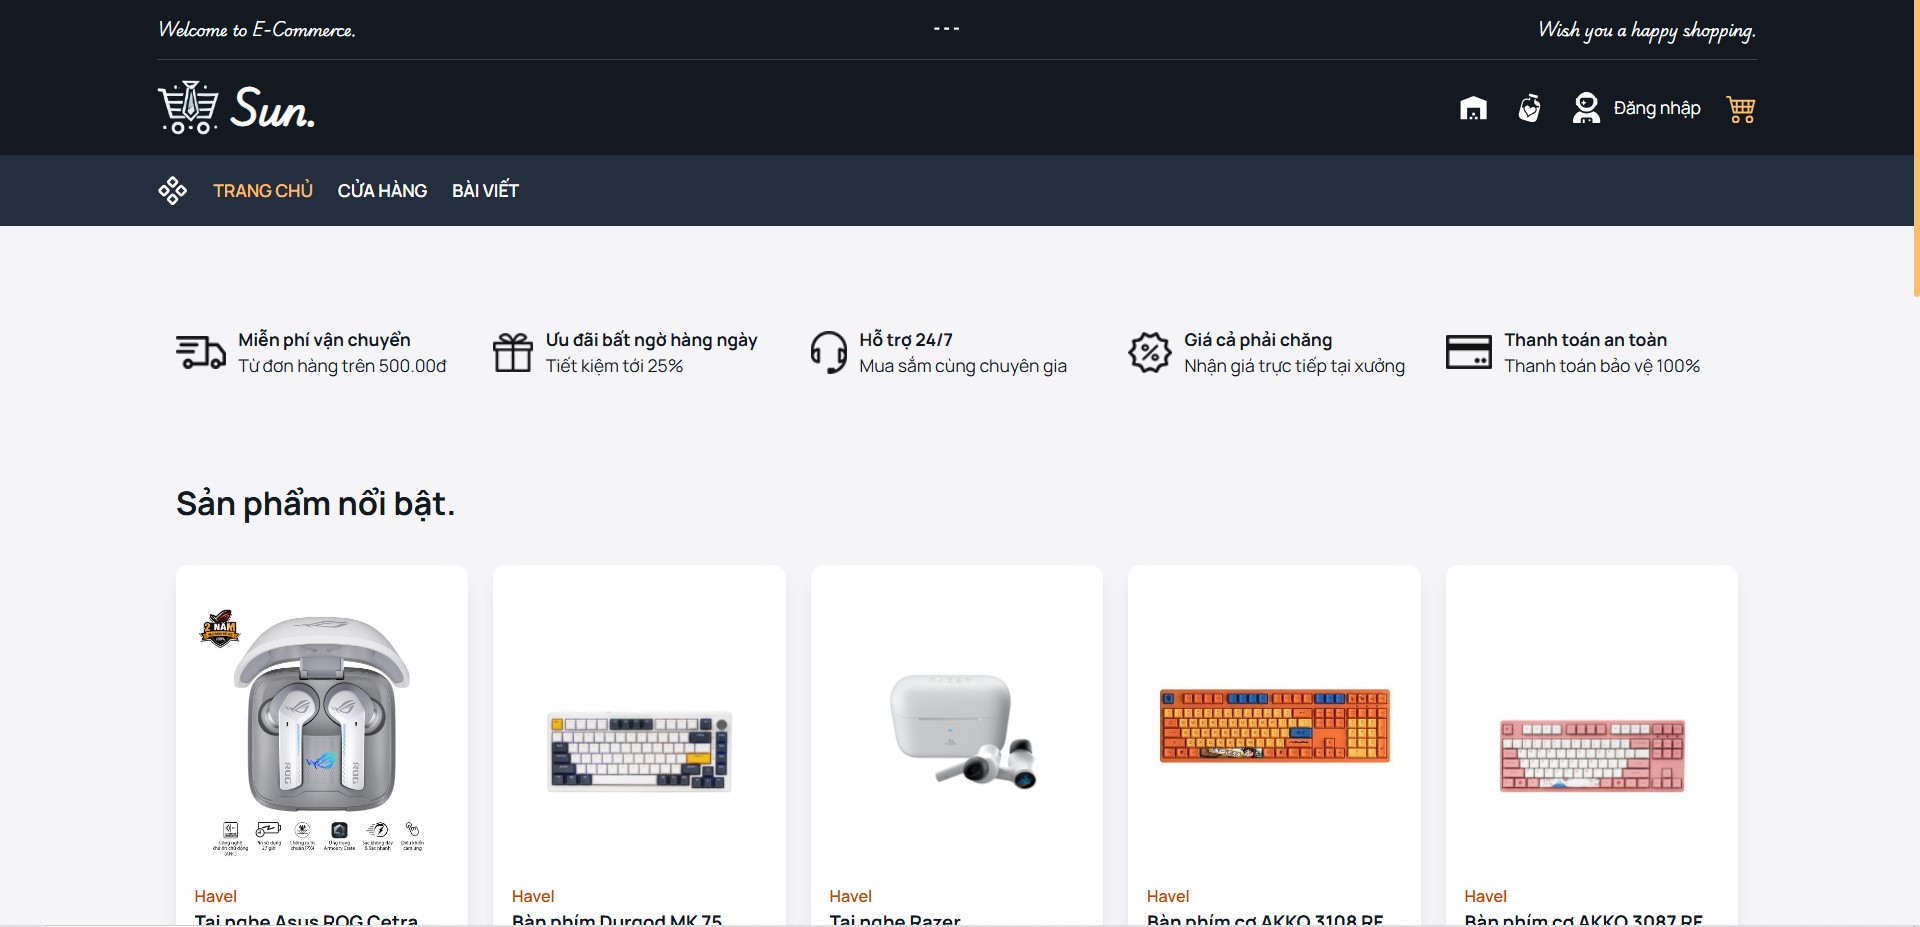 Welcome to E-Commerce.
---
Wish you a happy shopping.
Sun.
Đăng nhập
TRANG CHỦ
CỬA HÀNG
BÀI VIẾT
Miễn phí vận chuyển
Từ đơn hàng trên 500.00đ
Ưu đãi bất ngờ hàng ngày
Tiết kiệm tới 25%
Hỗ trợ 24/7
Mua sắm cùng chuyên gia
Giá cả phải chăng
Nhận giá trực tiếp tại xưởng
Thanh toán an toàn
Thanh toán bảo vệ 100%
Sản phẩm nổi bật.
2 NĂM
ROG
ROG
Havel
Tai nghe Asus ROG Cetra
Havel
Bàn phím Durgod MK 75
Havel
Tai nghe Razer
Havel
Bàn phím cơ AKKO 3108 RF
Havel
Bàn phím cơ AKKO 3087 RF